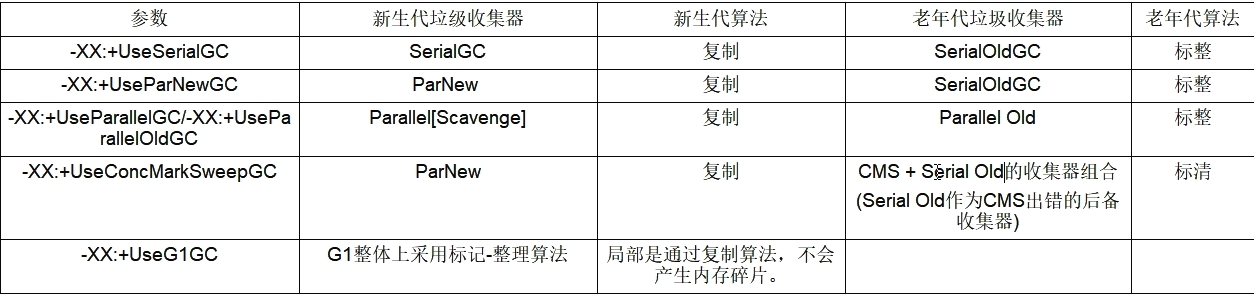 参数 新生代垃级收集器 新生代算法 老年代垃圾收集器 老年代算法
-XX:+UseSerialGC SerialGC 复制 SerialOldGC 标整
-XX:+UseParNewGC ParNew 复制 SerialOldGC 标整
-XX:+UseParallelGC/-XX:+UsePa Parallel[Scavenge] 复制 Parallel Old 标整
rallelOldGC
-XX:+UseConcMarkSweepGC ParNew 复制 CMS + Serial Old的收集器组合 标清
(Serial Old作为CMS出错的后备
收集器)
-XX:+UseG1GC G1整体上采用标记-整理算法 局部是通过复制算法，不会
产生内存碎片。